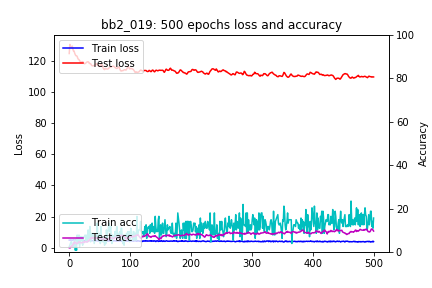 bb2_019: 500 epochs loss and accuracy
Train loss
Test loss
Train acc
Test acc
Loss
Accuracy
0
20
40
60
80
100
120
0
20
40
60
80
100
0
100
200
300
400
500